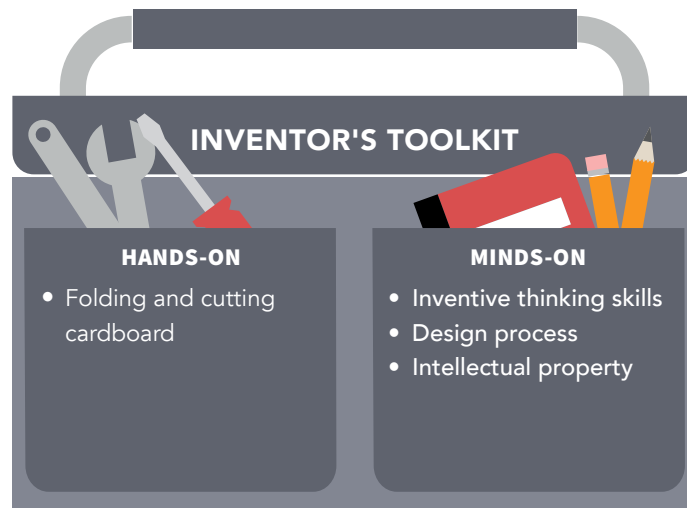 INVENTOR'S TOOLKIT
HANDS-ON
• Folding and cutting
cardboard
MINDS-ON
• Inventive thinking skills
• Design process
• Intellectual property